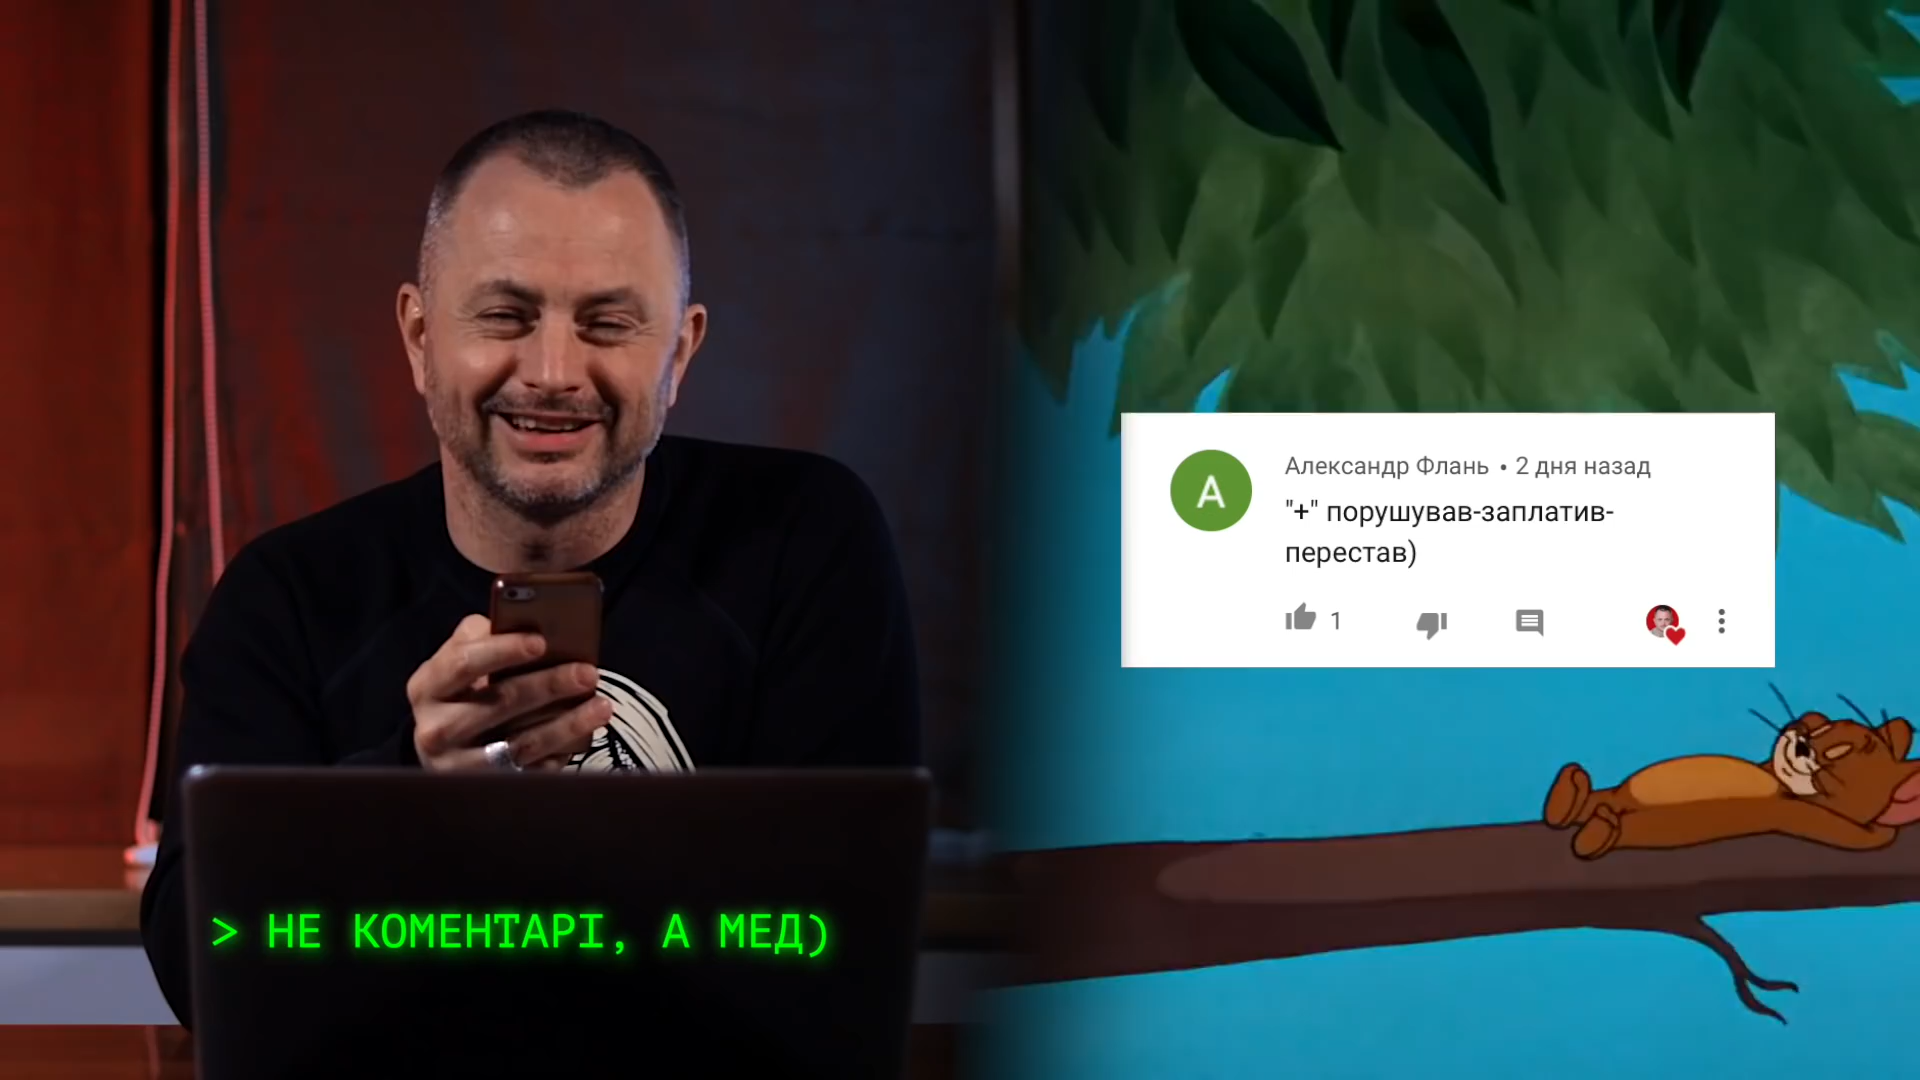 А
Александр Флань • 2 дня назад
"+" порушував-заплатив-
перестав)
1
> НЕ КОМЕНТАРІ, А МЕД)